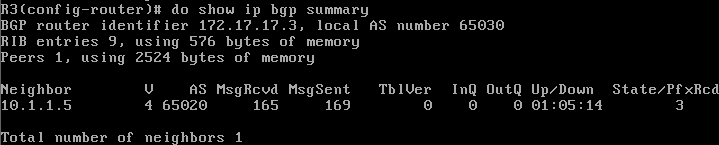 R3(config-router)# do show ip bgp summary
BGP router identifier 172.17.17.3, local AS number 65030
RIB entries 9, using 576 bytes of memory
Peers 1, using 2524 bytes of memory
Neighbor V AS MsgRcvd MsgSent TblVer InQ OutQ Up/Down State/PfxRcd
10.1.1.5 4 65020 165 169 0 0 0 01:05:14 3
Total number of neighbors 1